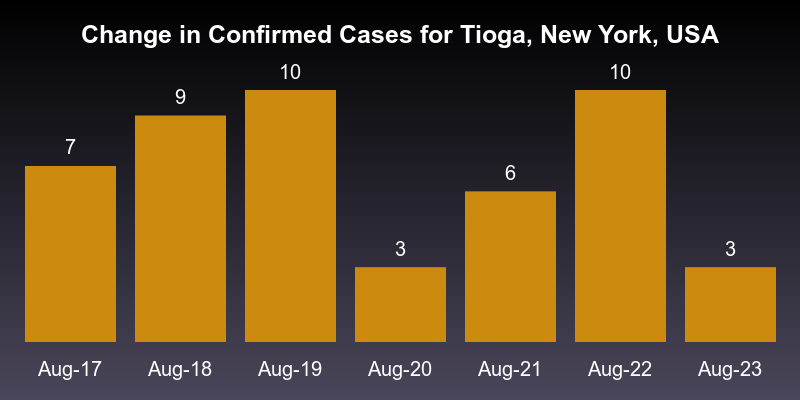 Change in Confirmed Cases for Tioga, New York, USA
7
9
10
3
6
10
3
Aug-17
Aug-18
Aug-19
Aug-20
Aug-21
Aug-22
Aug-23